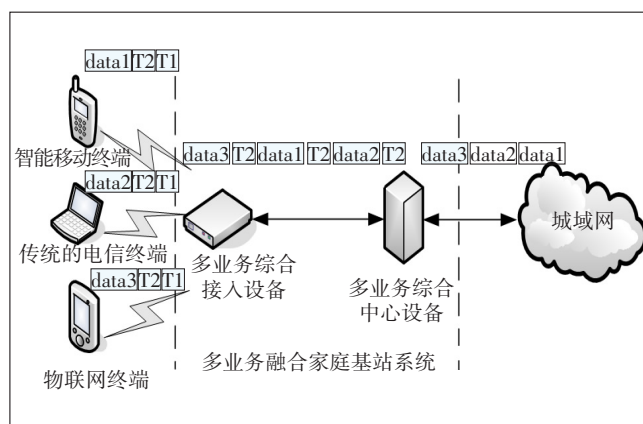 data1 T2 T1
智能移动终端
data3 T2 data1 T2 data2 T2
data3 data2 data1
data2 T2 T1
传统的电信终端
城域网
data3 T2 T1
多业务综合
接入设备
多业务综合
中心设备
物联网终端
多业务融合家庭基站系统